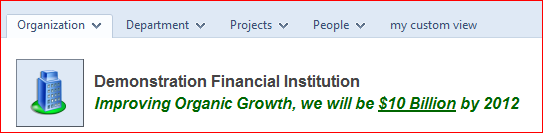 Organization Department Projects People my custom view
Demonstration Financial Institution
Improving Organic Growth, we will be $10 Billion by 2012